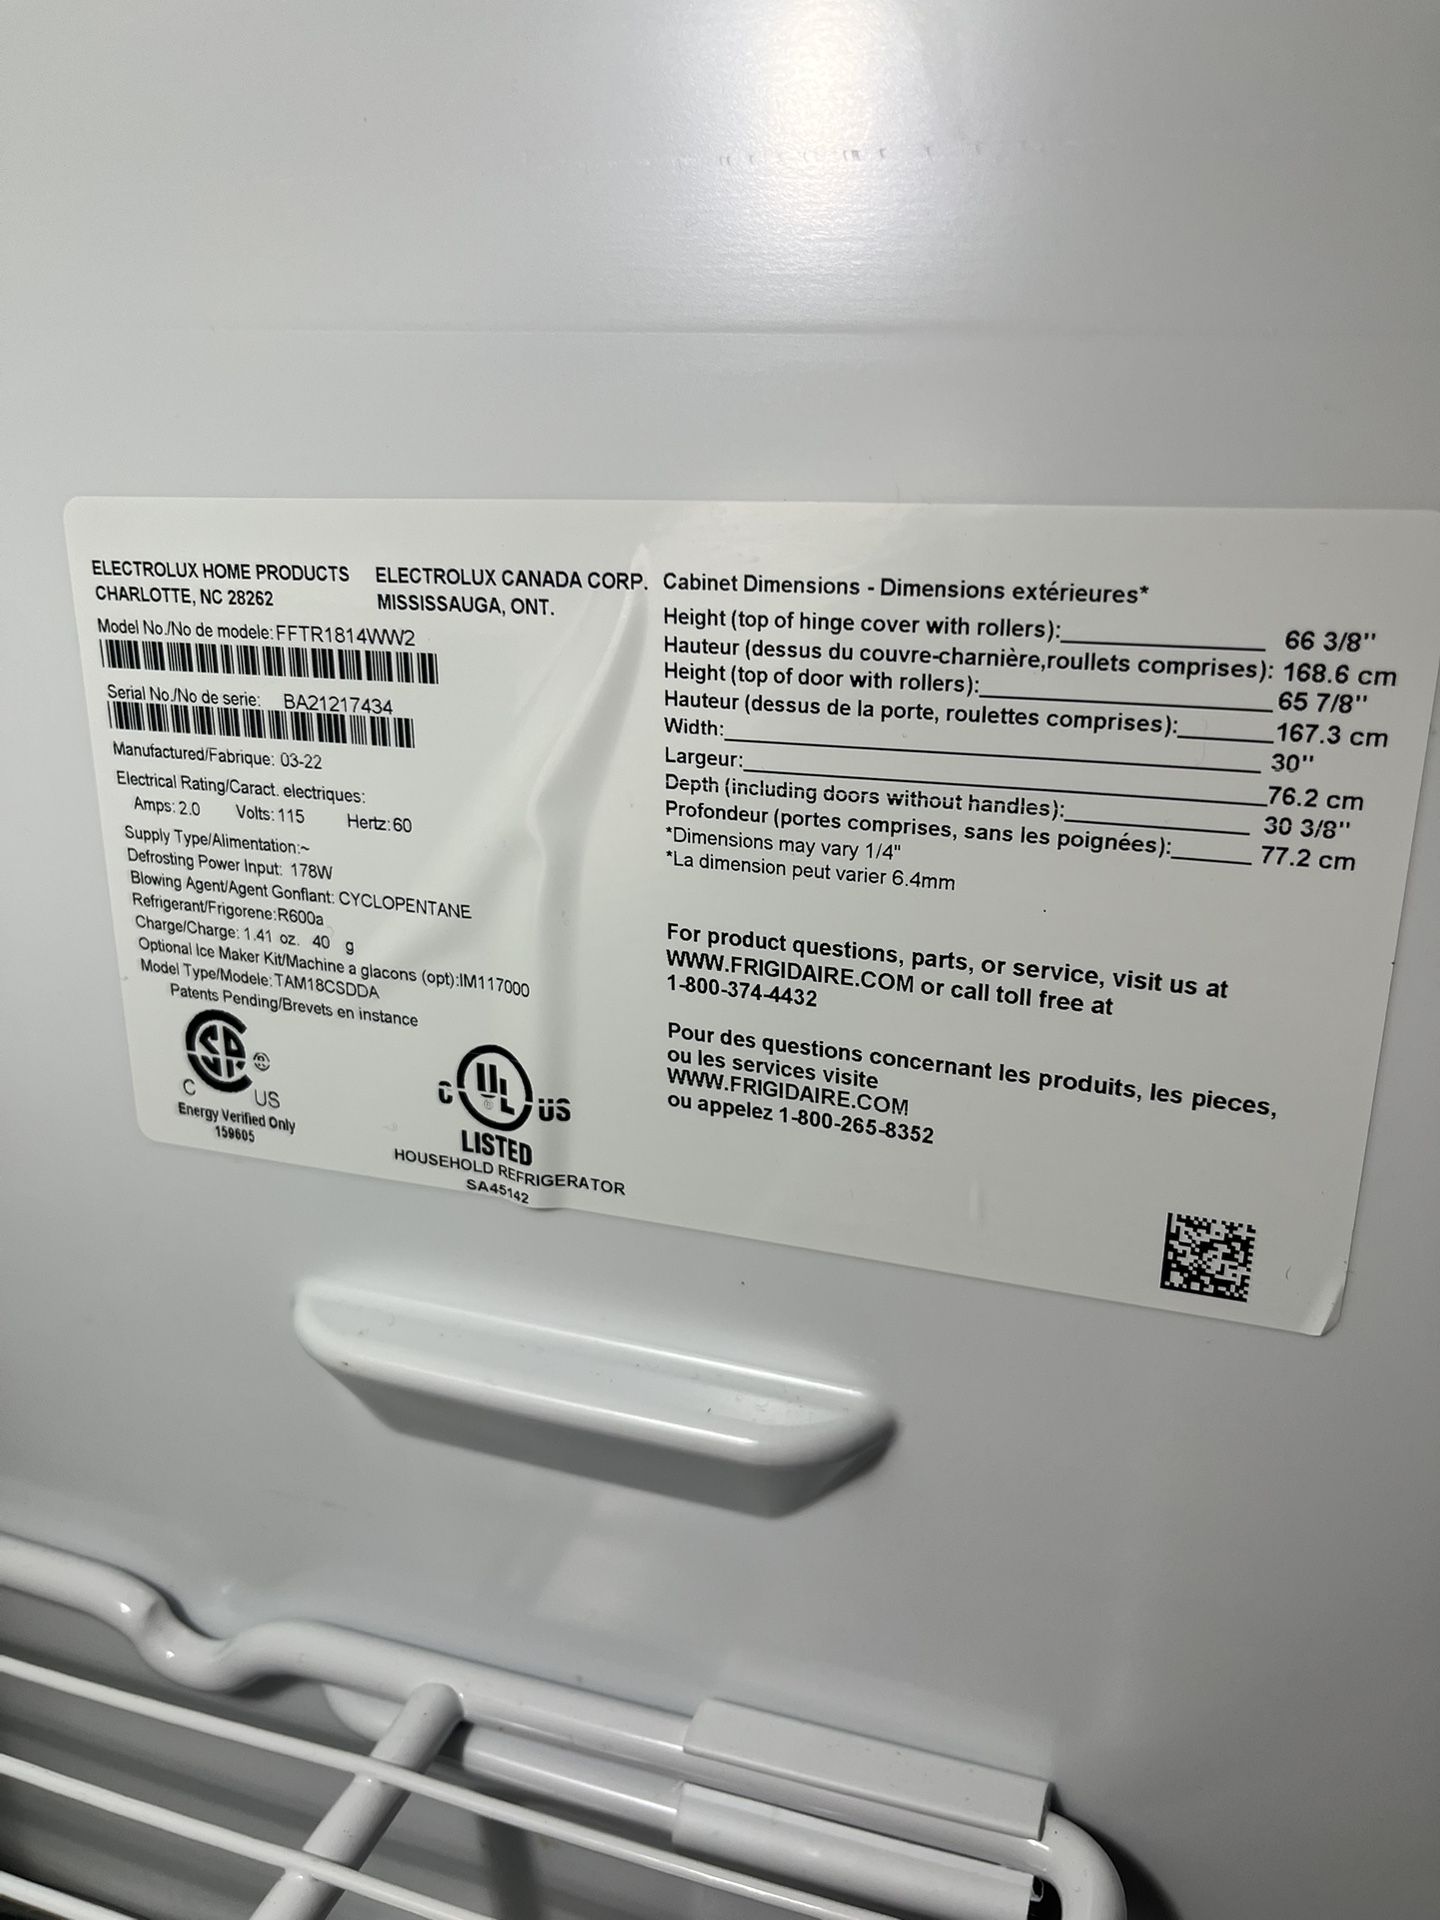 ELECTROLUX HOME PRODUCTS
CHARLOTTE, NC 28262
ELECTROLUX CANADA CORP.
MISSISSAUGA, ONT.
Model No./No de modele: FFTR1814WW2
Serial No./No de serie: BA21217434
Manufactured/Fabrique: 03-22
Electrical Rating/Caract. electriques:
Amps: 2.0 Volts: 115 Hertz: 60
Supply Type/Alimentation:~
Defrosting Power Input: 178W
Blowing Agent/Agent Gonflant: CYCLOPENTANE
Refrigerant/Frigorene:R600a
Charge/Charge: 1.41 oz. 40 g
Optional Ice Maker Kit/Machine a glacons (opt):IM117000
Model Type/Modele: TAM18CSDDA
Patents Pending/Brevets en instance
C US
Energy Verified Only
159605
C UL US
LISTED
HOUSEHOLD REFRIGERATOR
SA45142
Cabinet Dimensions - Dimensions extérieures*
Height (top of hinge cover with rollers): 66 3/8"
Hauteur (dessus du couvre-charnière,roullets comprises): 168.6 cm
Height (top of door with rollers): 65 7/8"
Hauteur (dessus de la porte, roulettes comprises): 167.3 cm
Width: 30"
Largeur: 76.2 cm
Depth (including doors without handles): 30 3/8"
Profondeur (portes comprises, sans les poignées): 77.2 cm
*Dimensions may vary 1/4"
*La dimension peut varier 6.4mm
For product questions, parts, or service, visit us at
WWW.FRIGIDAIRE.COM or call toll free at
1-800-374-4432
Pour des questions concernant les produits, les pieces,
ou les services visite
WWW.FRIGIDAIRE.COM
ou appelez 1-800-265-8352